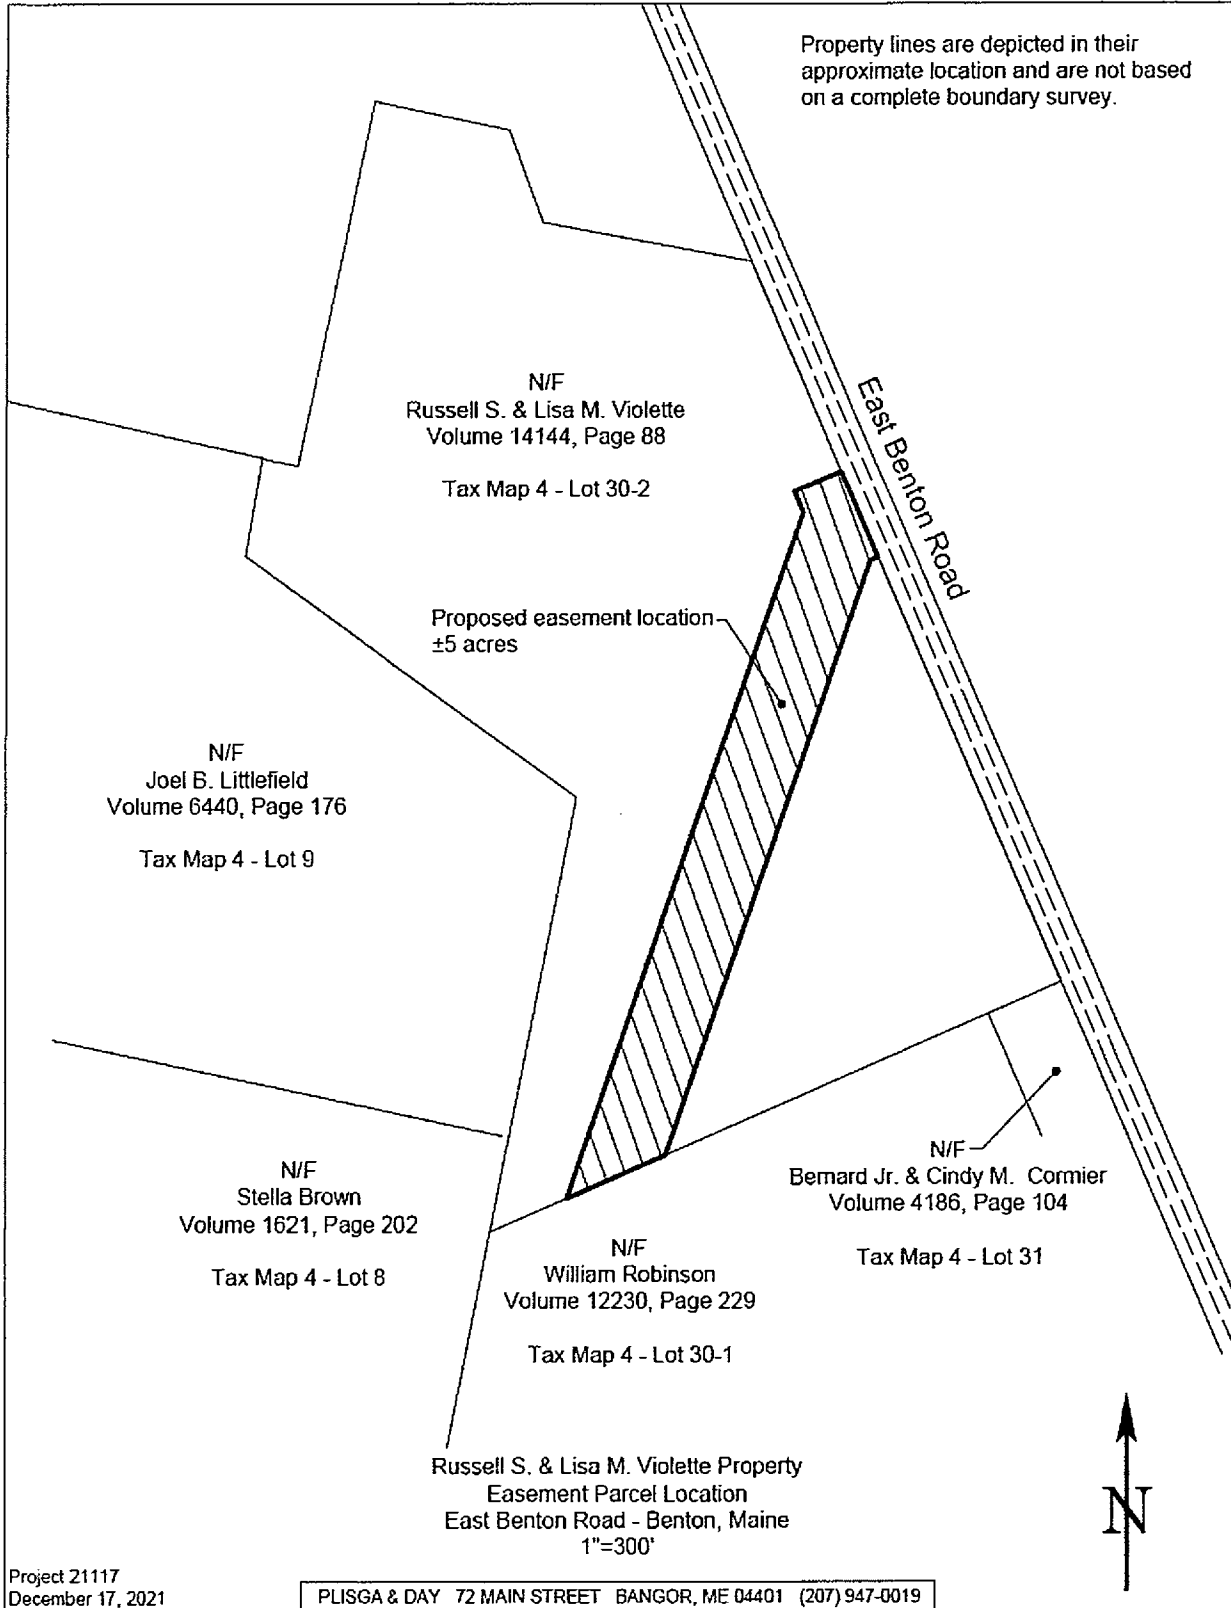 Property lines are depicted in their
approximate location and are not based
on a complete boundary survey.
N/F
Russell S. & Lisa M. Violette
Volume 14144, Page 88
Tax Map 4 - Lot 30-2
East Benton Road
Proposed easement location
±5 acres
N/F
Joel B. Littlefield
Volume 6440, Page 176
Tax Map 4 - Lot 9
N/F
Stella Brown
Volume 1621, Page 202
Tax Map 4 - Lot 8
N/F
William Robinson
Volume 12230, Page 229
Tax Map 4 - Lot 30-1
N/F
Bernard Jr. & Cindy M. Cormier
Volume 4186, Page 104
Tax Map 4 - Lot 31
N
Russell S. & Lisa M. Violette Property
Easement Parcel Location
East Benton Road - Benton, Maine
1"=300'
Project 21117
December 17, 2021
PLISGA & DAY 72 MAIN STREET BANGOR, ME 04401 (207) 947-0019